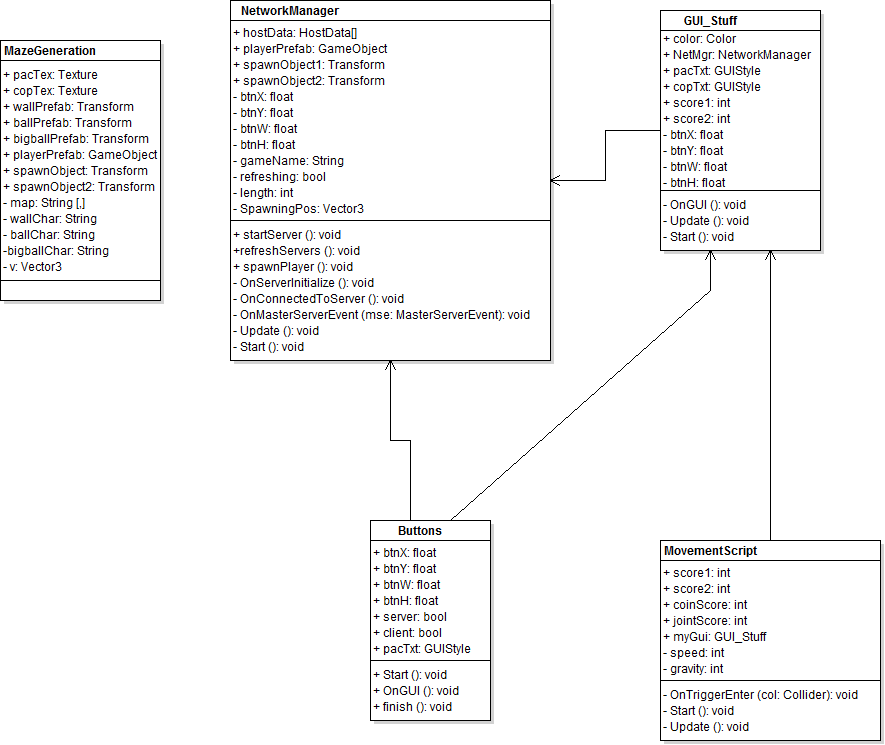 MazeGeneration
+ pacTex: Texture
+ copTex: Texture
+ wallPrefab: Transform
+ ballPrefab: Transform
+ bigballPrefab: Transform
+ playerPrefab: GameObject
+ spawnObject: Transform
+ spawnObject2: Transform
- map: String [,]
- wallChar: String
- ballChar: String
-bigballChar: String
- v: Vector3
NetworkManager
+ hostData: HostData[]
+ playerPrefab: GameObject
+ spawnObject1: Transform
+ spawnObject2: Transform
- btnX: float
- btnY: float
- btnW: float
- btnH: float
- gameName: String
- refreshing: bool
- length: int
- SpawningPos: Vector3
+ startServer (): void
+refreshServers (): void
+ spawnPlayer (): void
- OnServerInitialize (): void
- OnConnectedToServer (): void
- OnMasterServerEvent (mse: MasterServerEvent): void
- Update (): void
- Start (): void
GUI_Stuff
+ color: Color
+ NetMgr: NetworkManager
+ pacTxt: GUIStyle
+ copTxt: GUIStyle
+ score1: int
+ score2: int
- btnX: float
- btnY: float
- btnW: float
- btnH: float
- OnGUI (): void
- Update (): void
- Start (): void
Buttons
+ btnX: float
+ btnY: float
+ btnW: float
+ btnH: float
+ server: bool
+ client: bool
+ pacTxt: GUIStyle
+ Start (): void
+ OnGUI (): void
+ finish (): void
MovementScript
+ score1: int
+ score2: int
+ coinScore: int
+ jointScore: int
+ myGui: GUI_Stuff
- speed: int
- gravity: int
- OnTriggerEnter (col: Collider): void
- Start (): void
- Update (): void